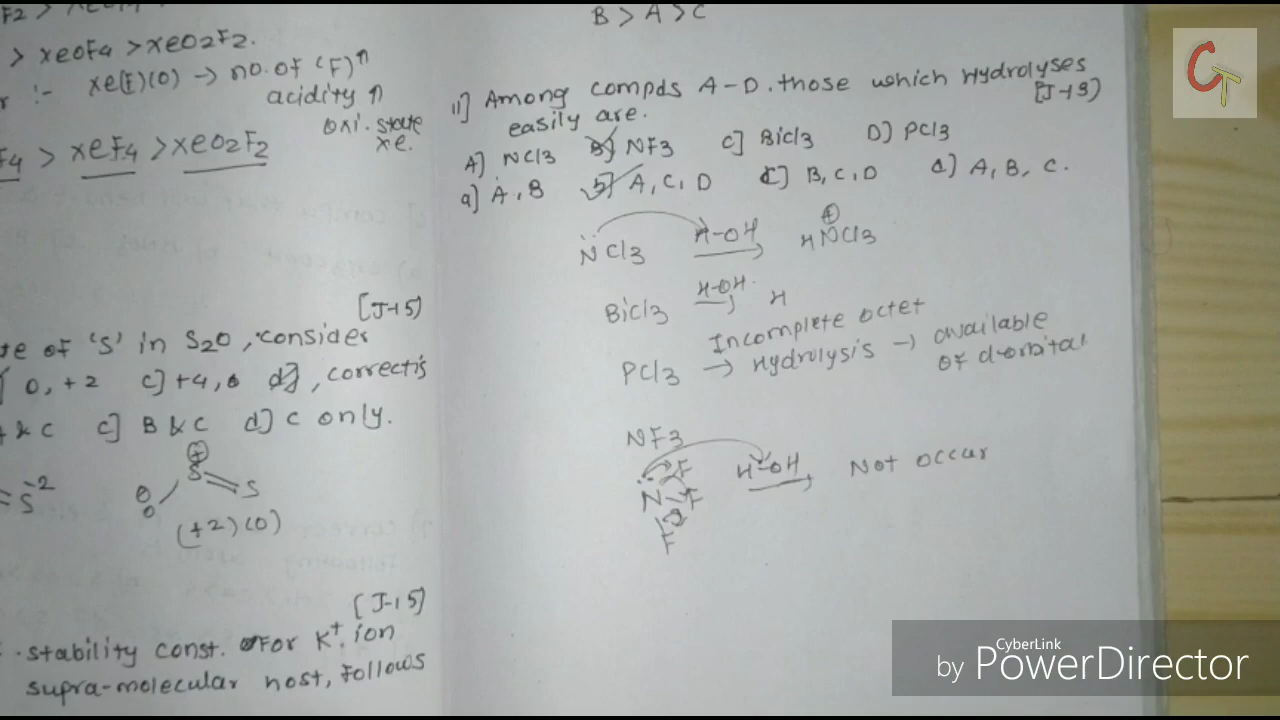 > XeOF4 > XeO2F2.
:- Xe(F)(O) → no. of (F)↑
acidity ↑
oxi. state
Xe.
F4 > XeF4 > XeO2F2
[J-15]
te of 'S' in S2O, consider
0, +2 c] +4, 0 d], correct is
& C c] B & C d] C only.
= S-2
⊕
S
O
S
(+2) (0)
[J-15]
. stability const. For K+ ion
supra-molecular host, follows
B > A > C
11] Among compds A-D. those which Hydrolyses
easily are. [J-13]
A] NCl3 B] NF3 C] BiCl3 D] PCl3
a] A, B b] A, C, D c] B, C, D d] A, B, C.
⊕
NCl3 H-OH HNCl3
BiCl3 H-OH H
Incomplete octet
PCl3 → Hydrolysis → available
of d-orbital
NF3
N-F F F H-OH Not occur
CT
CyberLink
by PowerDirector